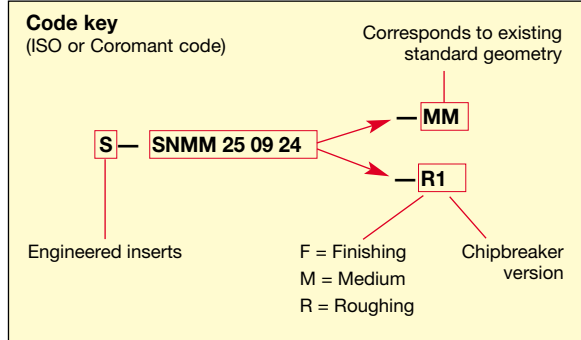 Code key
(ISO or Coromant code)
Corresponds to existing
standard geometry
— MM
S — SNMM 25 09 24
— R1
Engineered inserts
F = Finishing
M = Medium
R = Roughing
Chipbreaker
version